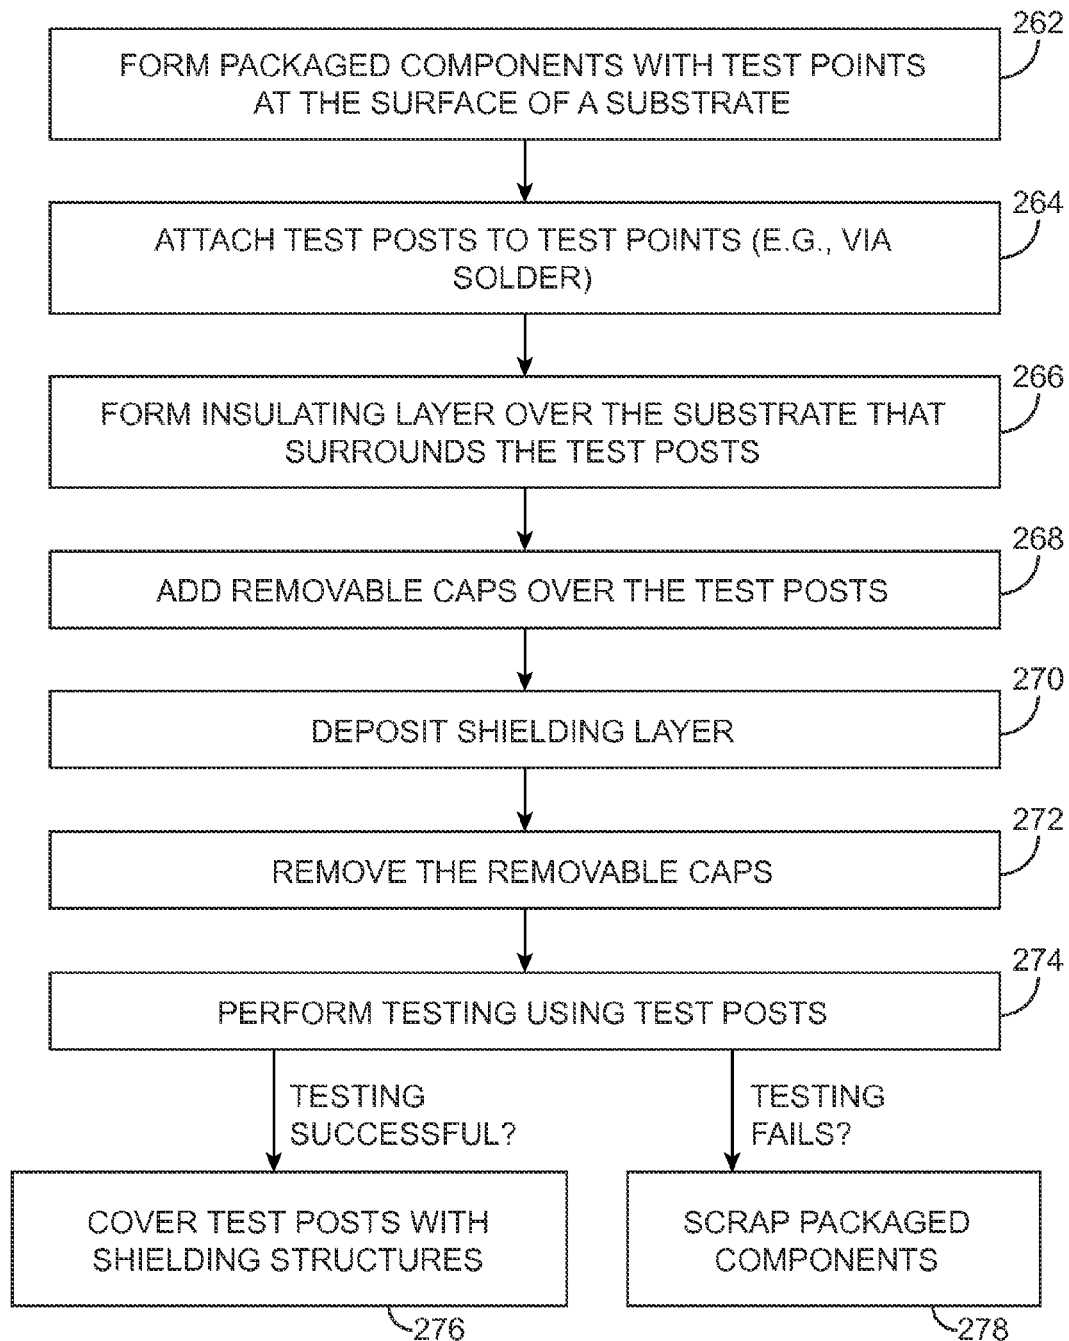 262
FORM PACKAGED COMPONENTS WITH TEST POINTS
AT THE SURFACE OF A SUBSTRATE
264
ATTACH TEST POSTS TO TEST POINTS (E.G., VIA
SOLDER)
266
FORM INSULATING LAYER OVER THE SUBSTRATE THAT
SURROUNDS THE TEST POSTS
268
ADD REMOVABLE CAPS OVER THE TEST POSTS
270
DEPOSIT SHIELDING LAYER
272
REMOVE THE REMOVABLE CAPS
274
PERFORM TESTING USING TEST POSTS
TESTING
SUCCESSFUL?
TESTING
FAILS?
COVER TEST POSTS WITH
SHIELDING STRUCTURES
276
SCRAP PACKAGED
COMPONENTS
278